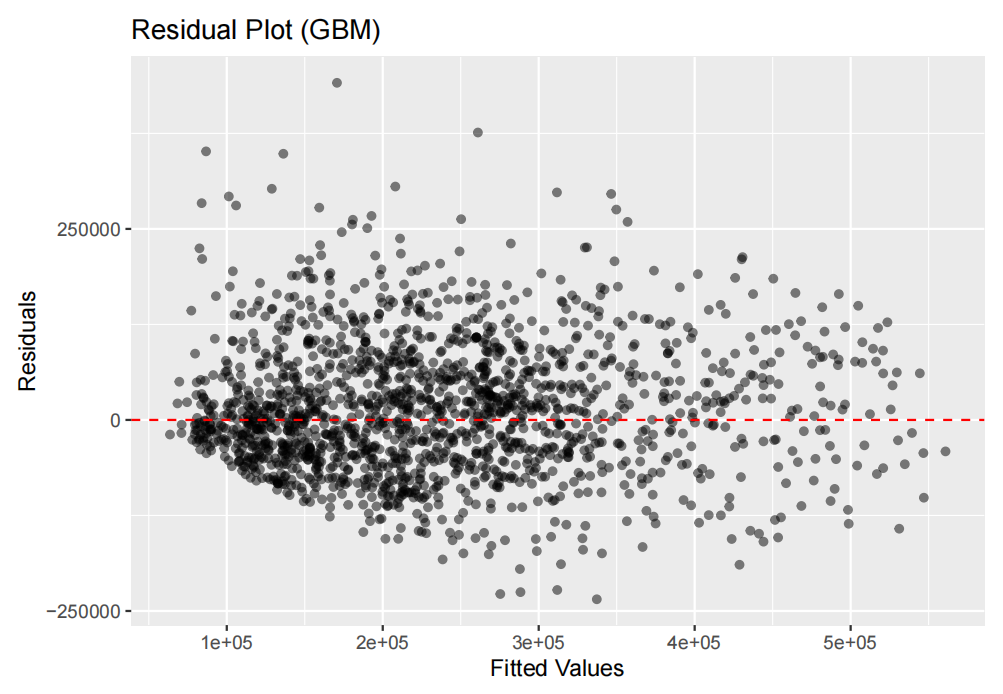 Residual Plot (GBM)
250000
0
−250000
Residuals
1e+05 2e+05 3e+05 4e+05 5e+05
Fitted Values